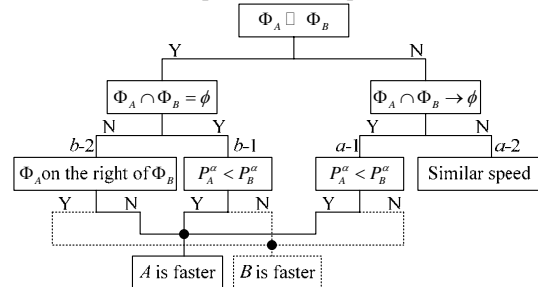 Φ_A □ Φ_B
Y N
Φ_A ∩ Φ_B = ϕ Φ_A ∩ Φ_B → ϕ
N Y Y N
b-2 b-1 a-1 a-2
Φ_A on the right of Φ_B P_A^α < P_B^α P_A^α < P_B^α Similar speed
Y N Y N Y N
A is faster B is faster